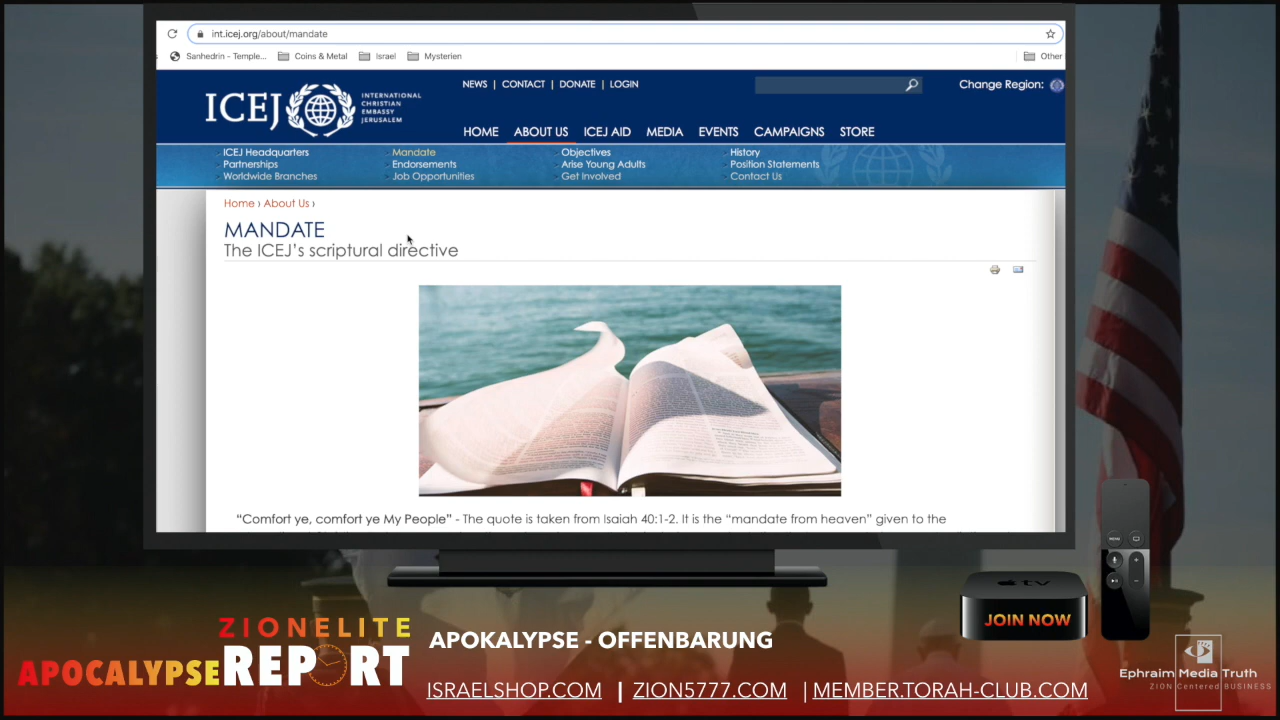 int.icej.org/about/mandate
Sanhedrin - Temple... Coins & Metal Israel Mysterien Other
NEWS | CONTACT | DONATE | LOGIN
Change Region:
ICEJ
INTERNATIONAL
CHRISTIAN
EMBASSY
JERUSALEM
HOME ABOUT US ICEJ AID MEDIA EVENTS CAMPAIGNS STORE
ICEJ Headquarters Mandate Objectives History
Partnerships Endorsements Arise Young Adults Position Statements
Worldwide Branches Job Opportunities Get Involved Contact Us
Home › About Us ›
MANDATE
The ICEJ’s scriptural directive
“Comfort ye, comfort ye My People” - The quote is taken from Isaiah 40:1-2. It is the “mandate from heaven” given to the
MENU
tv
JOIN NOW
ZIONELITE
APOCALYPSE REPORT
APOKALYPSE - OFFENBARUNG
ISRAELSHOP.COM | ZION5777.COM | MEMBER.TORAH-CLUB.COM
Ephraim Media Truth
ZION Centered BUSINESS